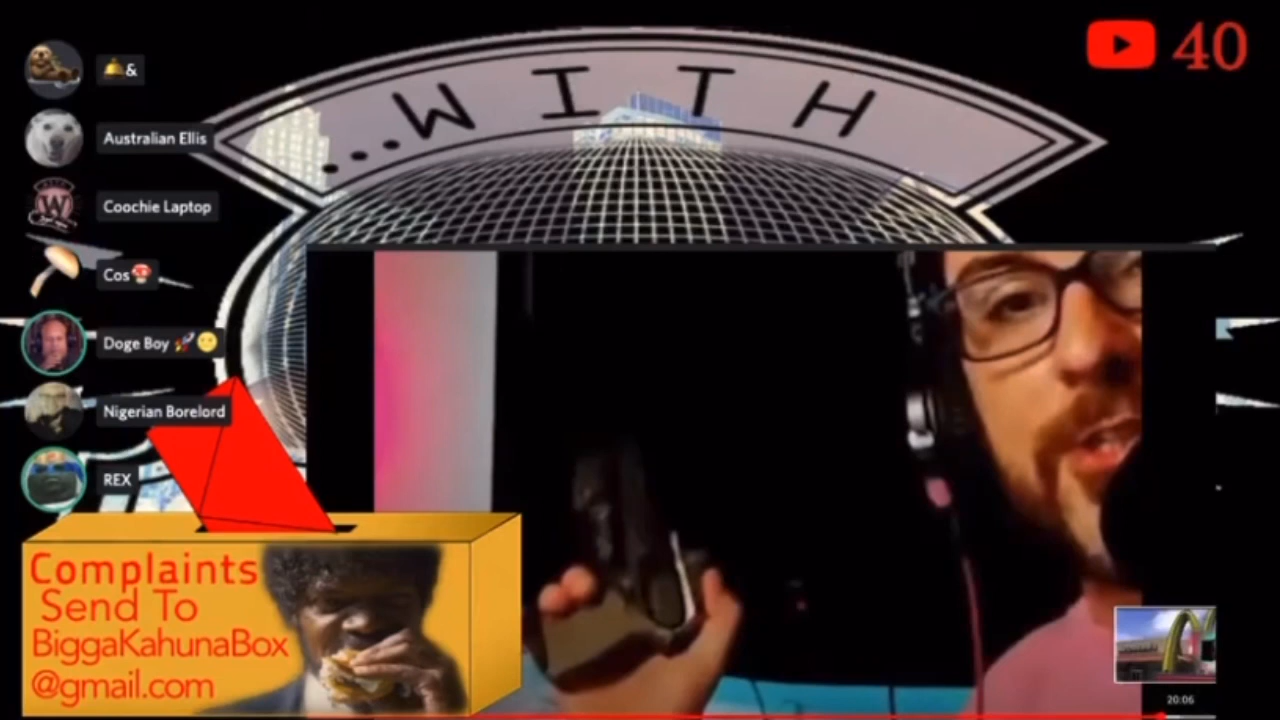 40
...WITH
&
Australian Ellis
Coochie Laptop
W
Cos
Doge Boy
Nigerian Borelord
REX
Complaints
Send To
BiggaKahunaBox
@gmail.com
20:06